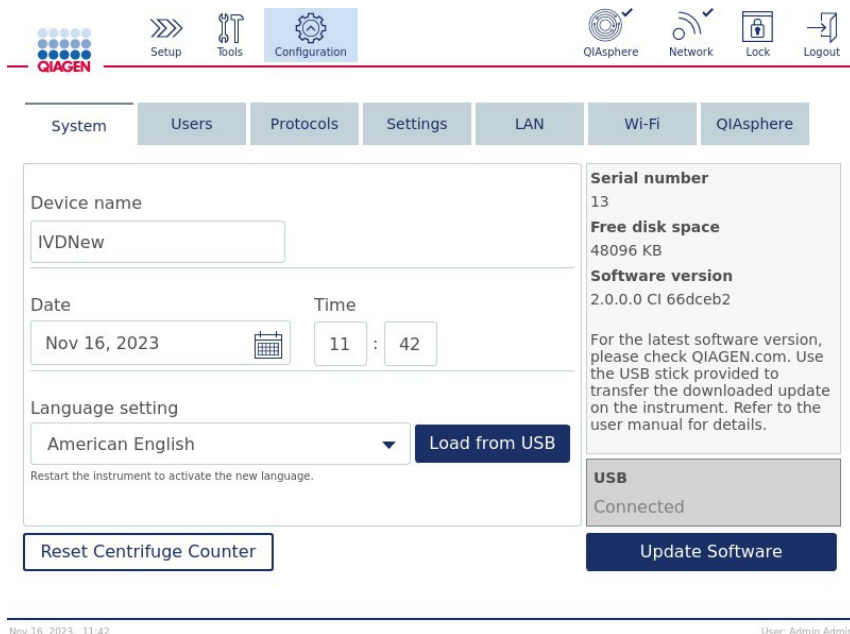 QIAGEN
Setup
Tools
Configuration
QIAsphere
Network
Lock
Logout
System
Users
Protocols
Settings
LAN
Wi-Fi
QIAsphere
Device name
IVDNew
Date
Time
Nov 16, 2023
11 : 42
Language setting
American English
Load from USB
Restart the instrument to activate the new language.
Reset Centrifuge Counter
Serial number
13
Free disk space
48096 KB
Software version
2.0.0.0 CI 66dceb2
For the latest software version,
please check QIAGEN.com. Use
the USB stick provided to
transfer the downloaded update
on the instrument. Refer to the
user manual for details.
USB
Connected
Update Software
Nov 16, 2023, 11:42
User: Admin Admin